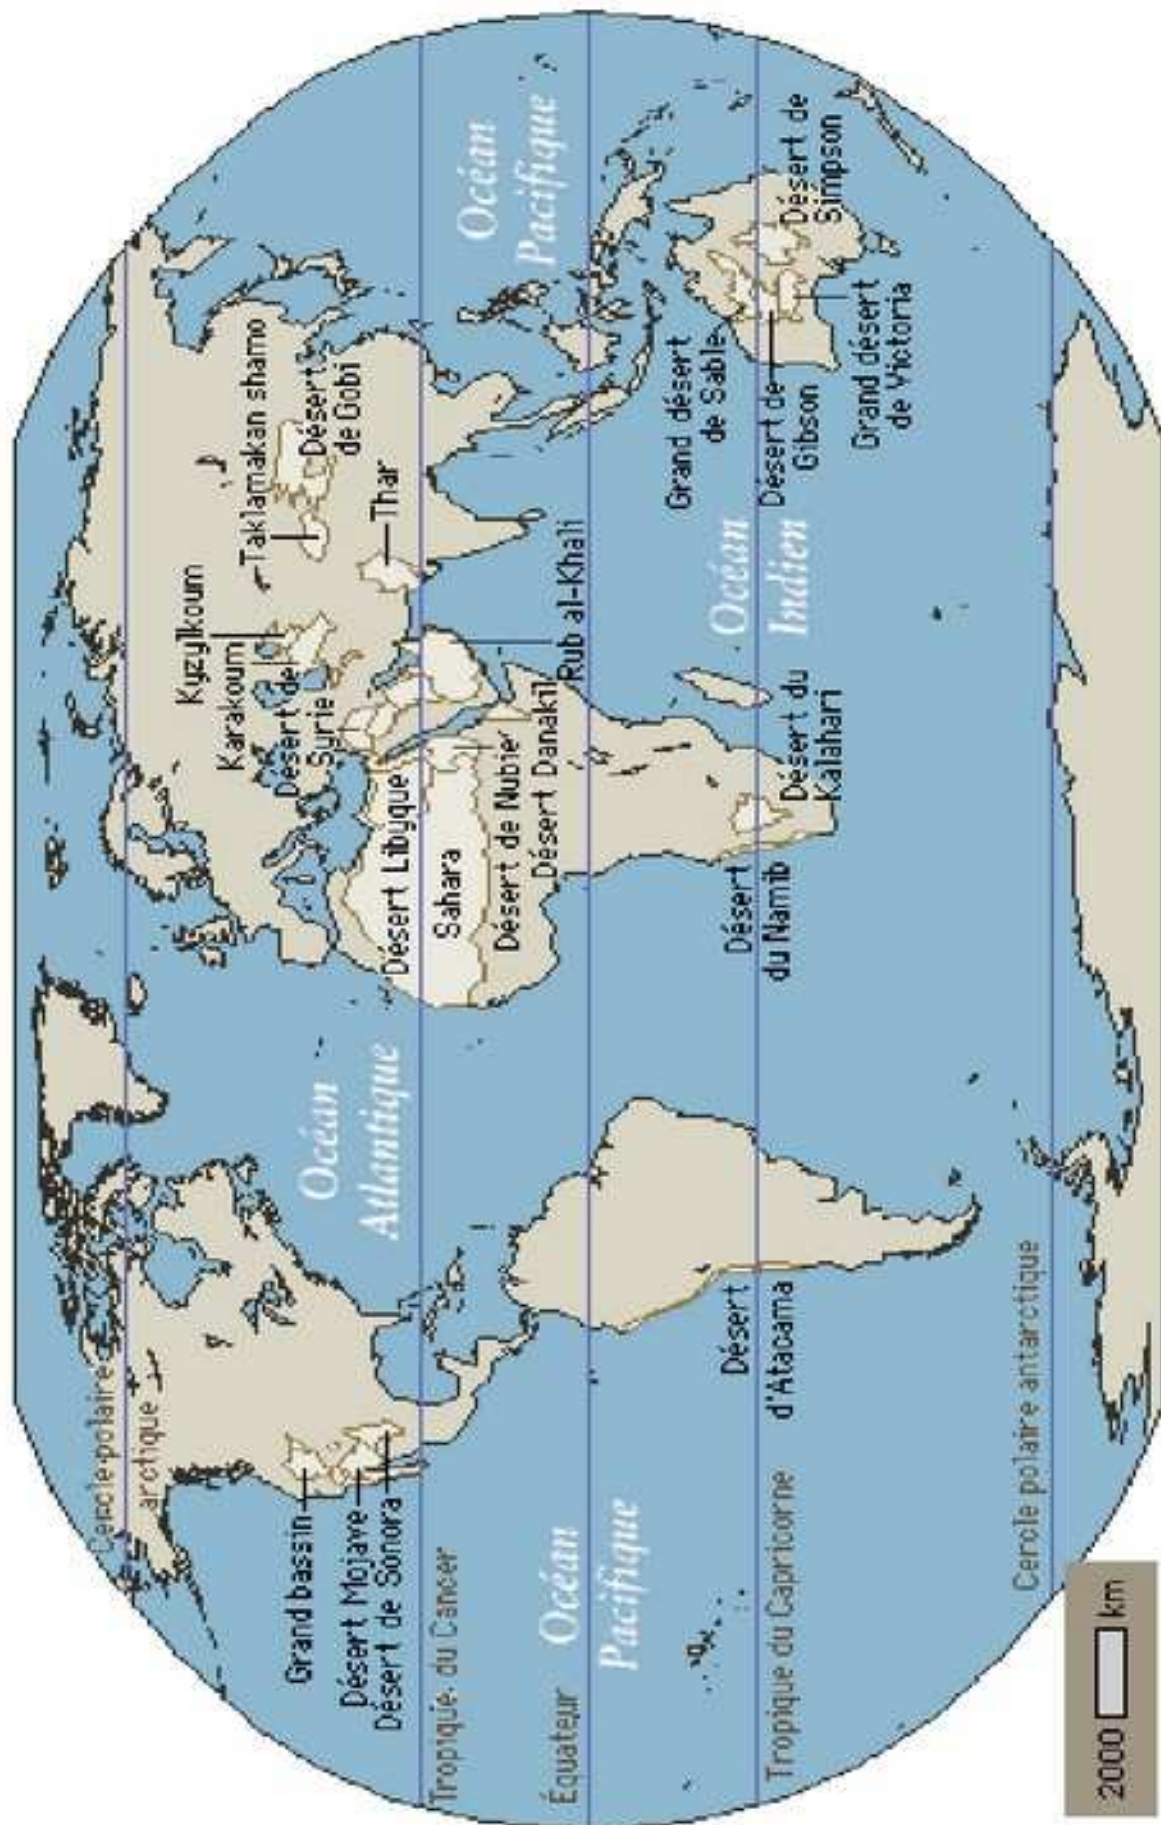 Cercle polaire
arctique
Grand bassin
Désert Mojave
Désert de Sonora
Tropique du Cancer
Équateur
Océan
Pacifique
Tropique du Capricorne
Cercle polaire antarctique
2000 km
Océan
Atlantique
Désert
d'Atacama
Kyzylkoum
Karakoum
Désert de
Syrie
Taklamakan shamo
Désert
de Gobi
Thar
Désert Libyque
Sahara
Désert de Nubie
Désert Danakil
Rub al-Khali
Désert
du Namib
Désert du
Kalahari
Océan
Indien
Océan
Pacifique
Grand désert
de Sable
Désert de
Gibson
Grand désert
de Victoria
Désert de
Simpson